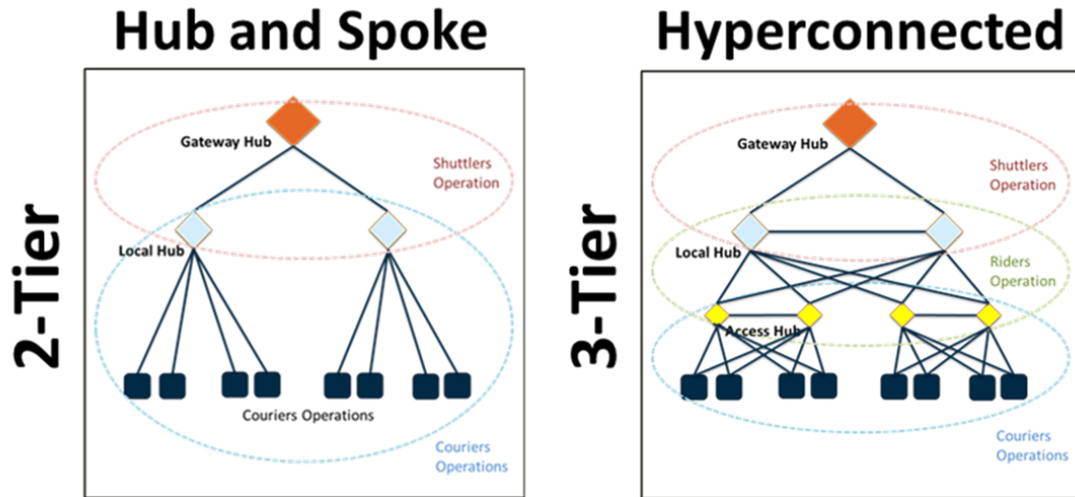 Hub and Spoke
2-Tier
Gateway Hub
Shuttlers
Operation
Local Hub
Couriers Operations
Couriers
Operations
Hyperconnected
3-Tier
Gateway Hub
Shuttlers
Operation
Local Hub
Riders
Operation
Access Hub
Couriers
Operations